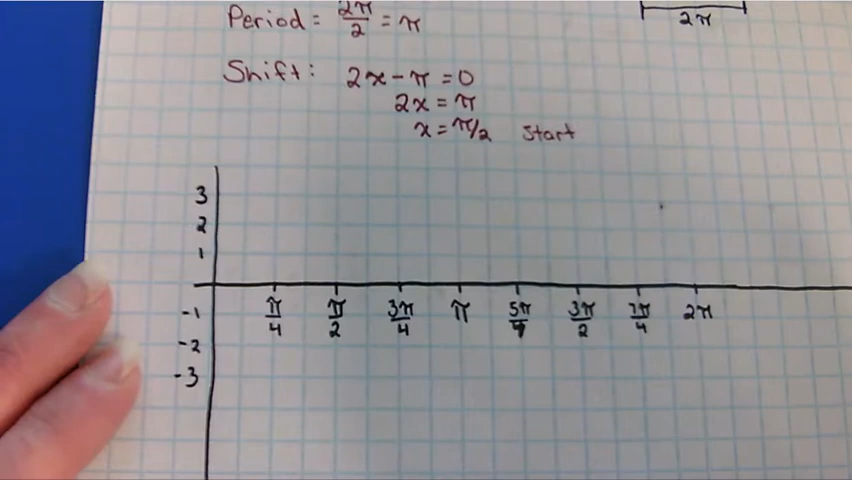 Period = 2π/2 = π
2π
Shift: 2x - π = 0
2x = π
x = π/2 start
3
2
1
π/4 π/2 3π/4 π 5π/4 3π/2 7π/4 2π
-1
-2
-3